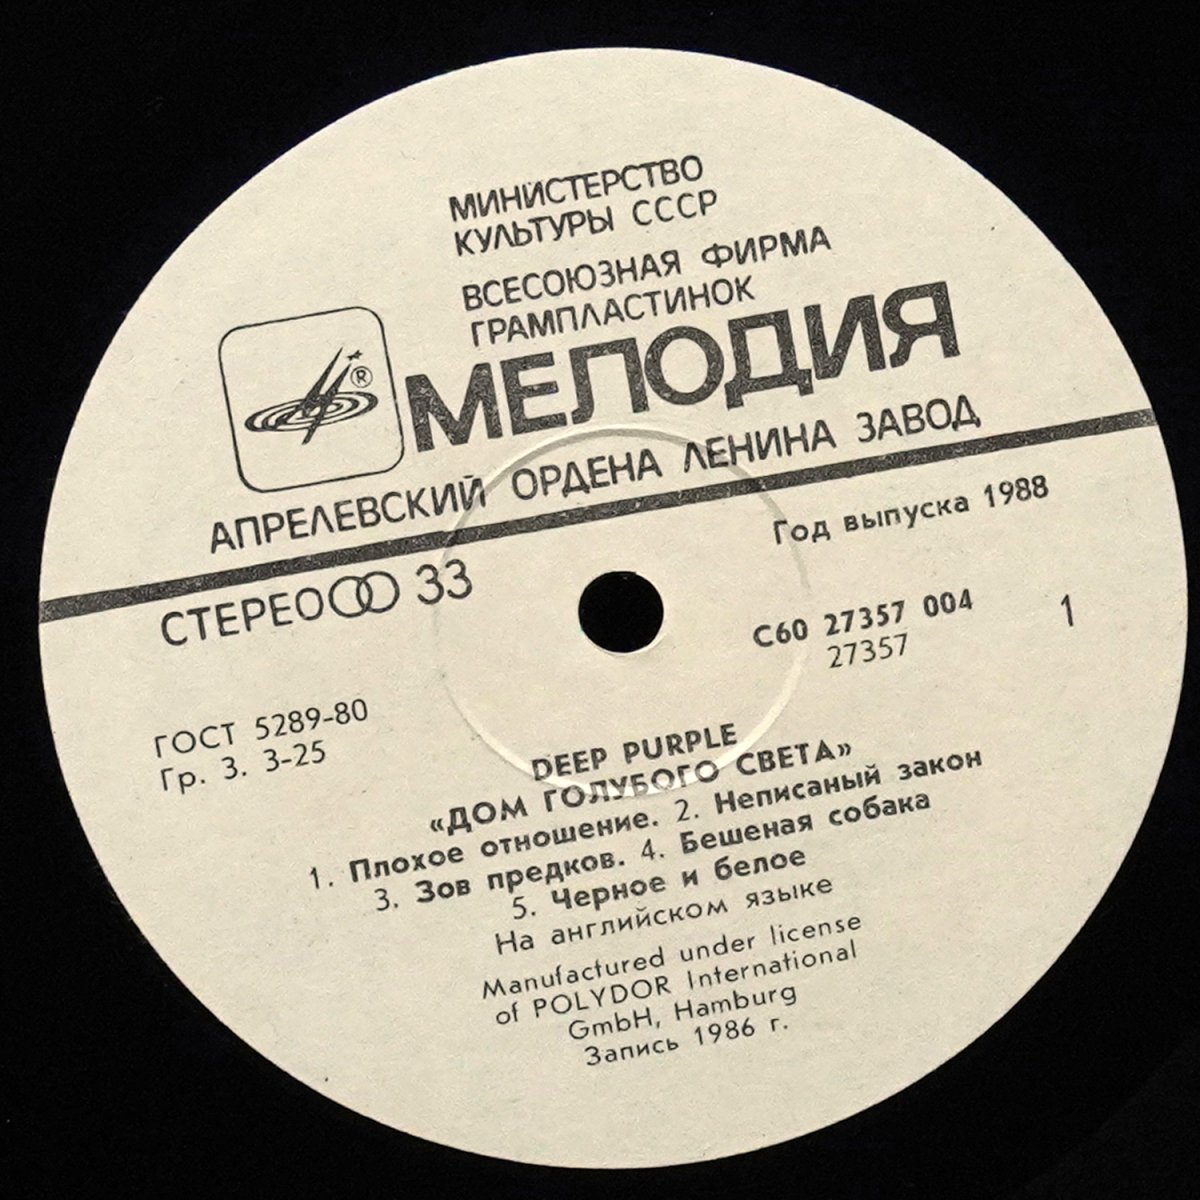 МИНИСТЕРСТВО
КУЛЬТУРЫ СССР
ВСЕСОЮЗНАЯ ФИРМА
ГРАМПЛАСТИНОК
МЕЛОДИЯ
®
АПРЕЛЕВСКИЙ ОРДЕНА ЛЕНИНА ЗАВОД
Год выпуска 1988
СТЕРЕО 33
С60 27357 004
27357
1
ГОСТ 5289-80
Гр. 3. 3-25
DEEP PURPLE
«ДОМ ГОЛУБОГО СВЕТА»
1. Плохое отношение. 2. Неписаный закон
3. Зов предков. 4. Бешеная собака
5. Черное и белое
На английском языке
Manufactured under license
of POLYDOR International
GmbH, Hamburg
Запись 1986 г.